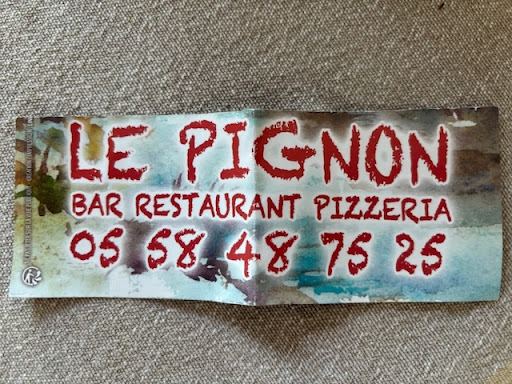 LE PIGNON
BAR RESTAURANT PIZZERIA
05 58 48 75 25